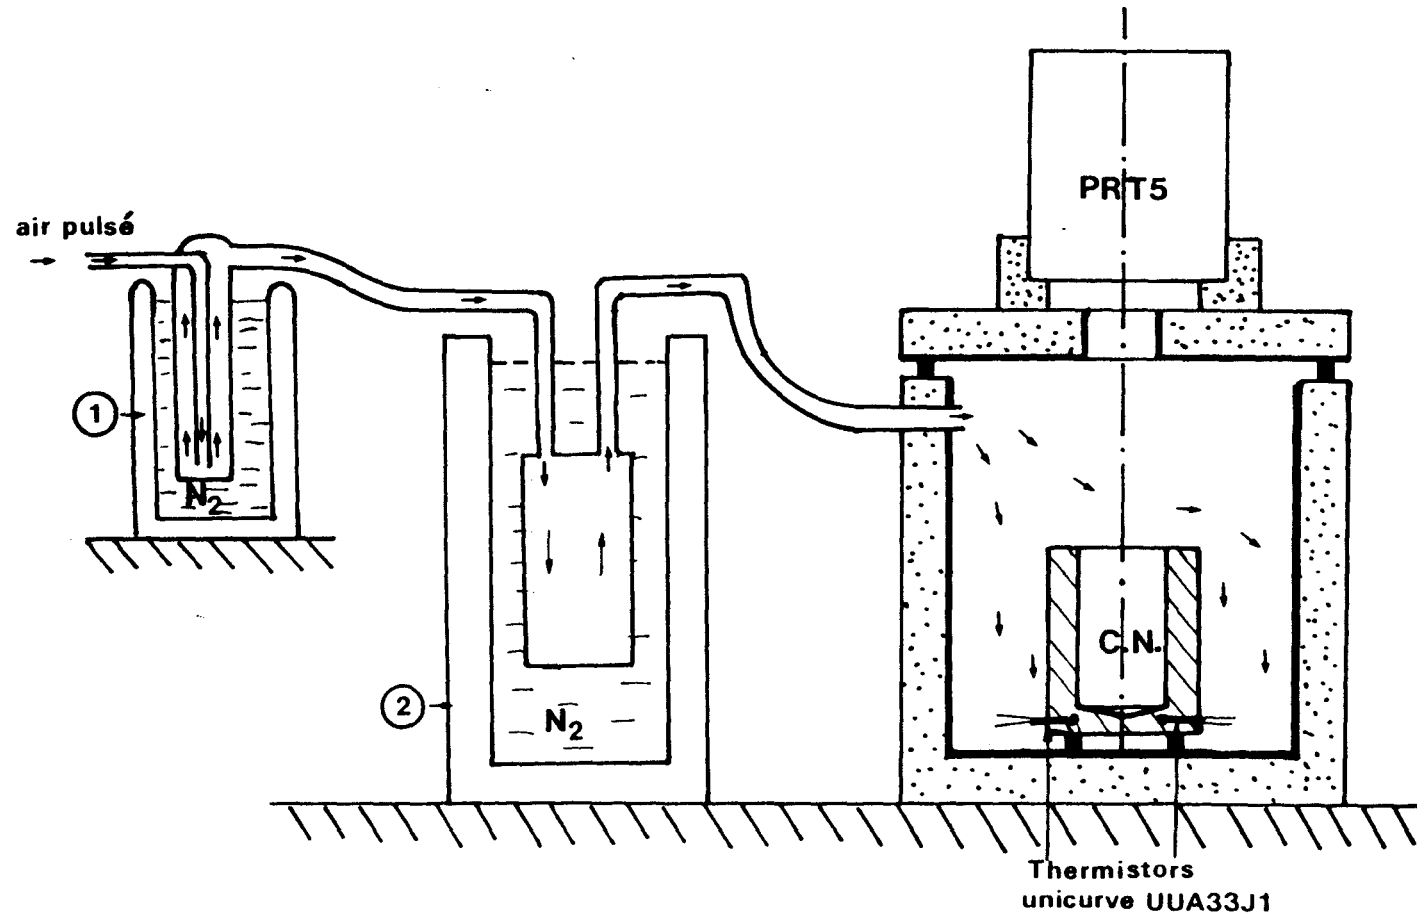 PRT5
air pulsé
1
N2
2
N2
C.N.
Thermistors
unicurve UUA33J1